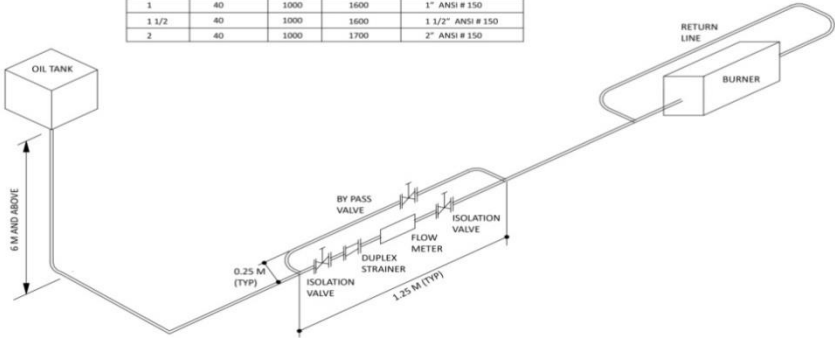 1 40 1000 1600 1" ANSI # 150
1 1/2 40 1000 1600 1 1/2" ANSI # 150
2 40 1000 1700 2" ANSI # 150
RETURN
LINE
OIL TANK
BURNER
6 M AND ABOVE
BY PASS
VALVE
ISOLATION
VALVE
FLOW
METER
DUPLEX
STRAINER
0.25 M
(TYP)
ISOLATION
VALVE
1.25 M (TYP)